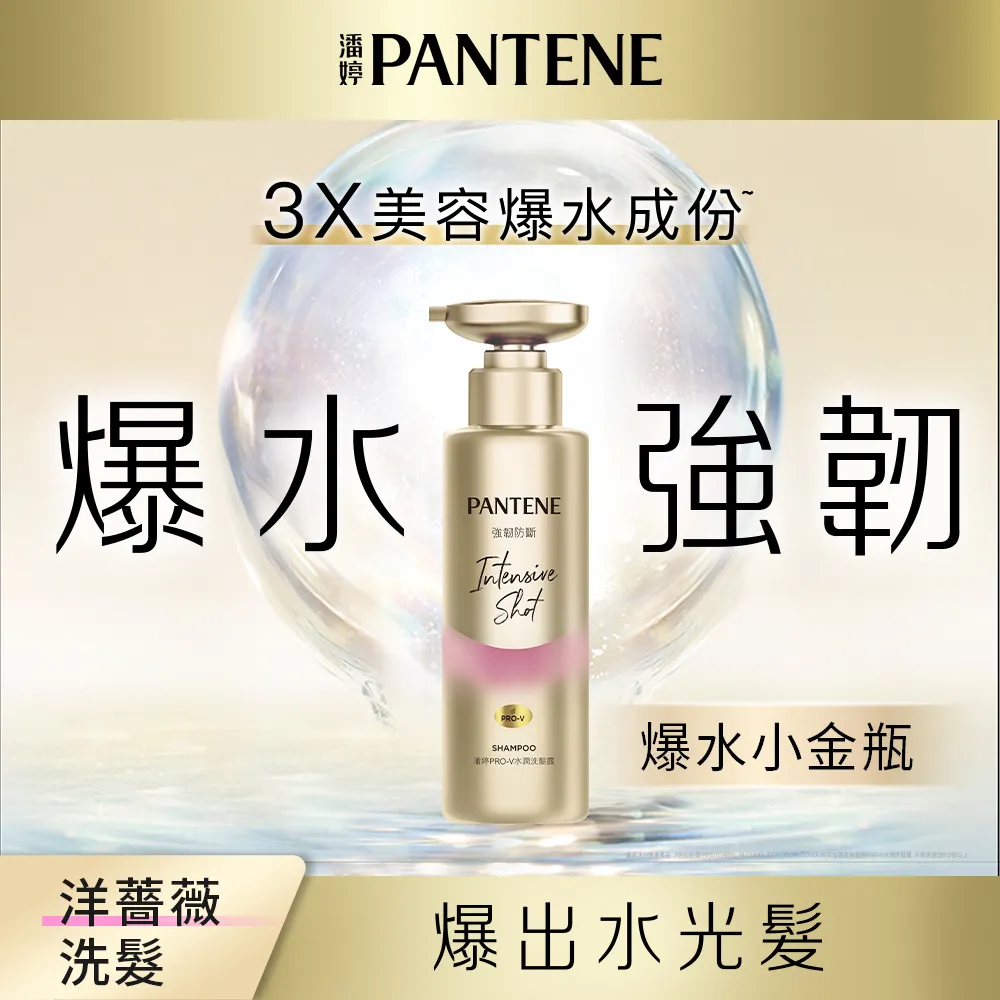 潘婷 PANTENE
3X美容爆水成份~
爆水 強韌
PANTENE
強韌防斷
Intensive
Shot
PRO-V
SHAMPOO
潘婷PRO-V水潤洗髮露
爆水小金瓶
洋薔薇
洗髮
爆出水光髮